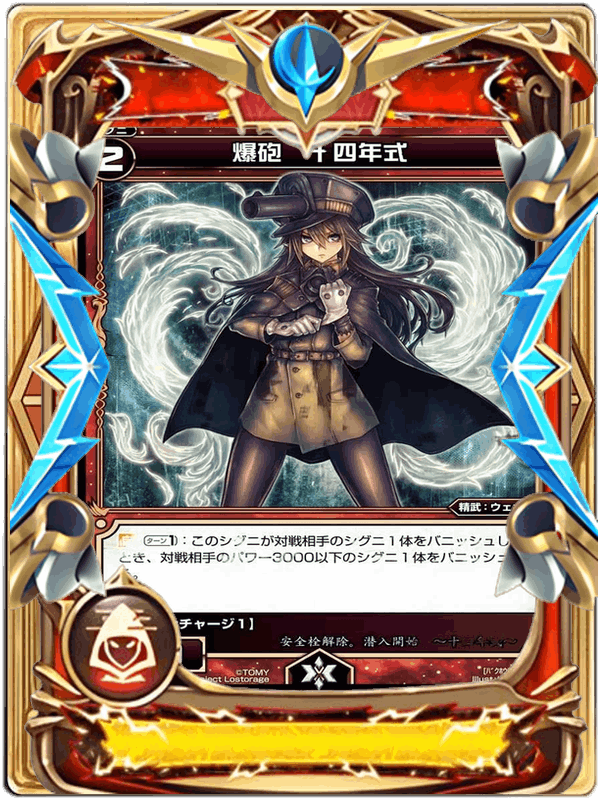 2
爆砲 十四年式
精武：ウェ
ターン1：このシグニが対戦相手のシグニ１体をバニッシュし
とき、対戦相手のパワー3000以下のシグニ１体をバニッシュ
。
チャージ１】
安全栓解除。潜入開始
©TOMY
ject Lostorage
Illust